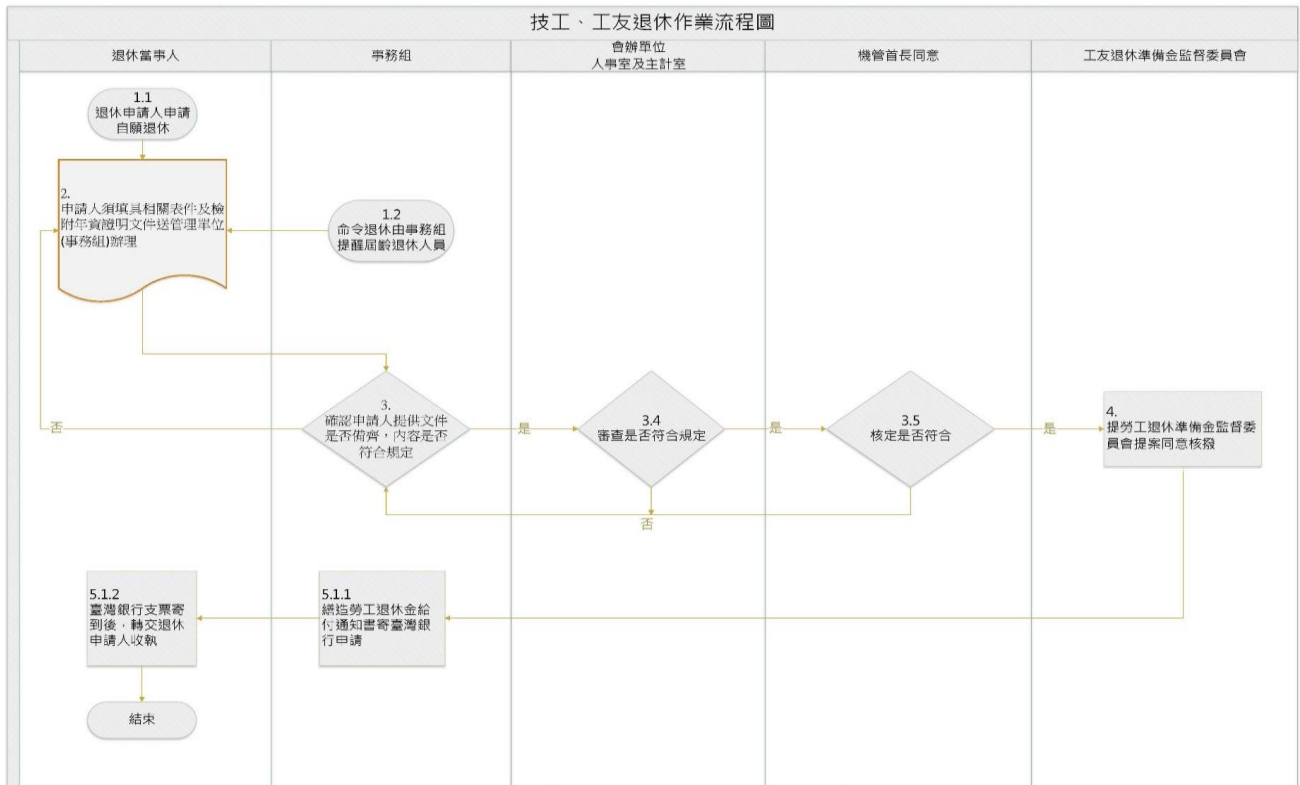 技工、工友退休作業流程圖
退休當事人
事務組
會辦單位
人事室及主計室
機管首長同意
工友退休準備金監督委員會
1.1
退休申請人申請
自願退休
2.
申請人須填具相關表件及檢
附年資證明文件送管理單位
(事務組)辦理
1.2
命令退休由事務組
提醒屆齡退休人員
3.
確認申請人提供文件
是否備齊，內容是否
符合規定
否
是
3.4
審查是否符合規定
是
3.5
核定是否符合
是
4.
提勞工退休準備金監督委
員會提案同意核撥
否
5.1.2
臺灣銀行支票寄
到後，轉交退休
申請人收執
5.1.1
繕造勞工退休金給
付通知書寄臺灣銀
行申請
結束